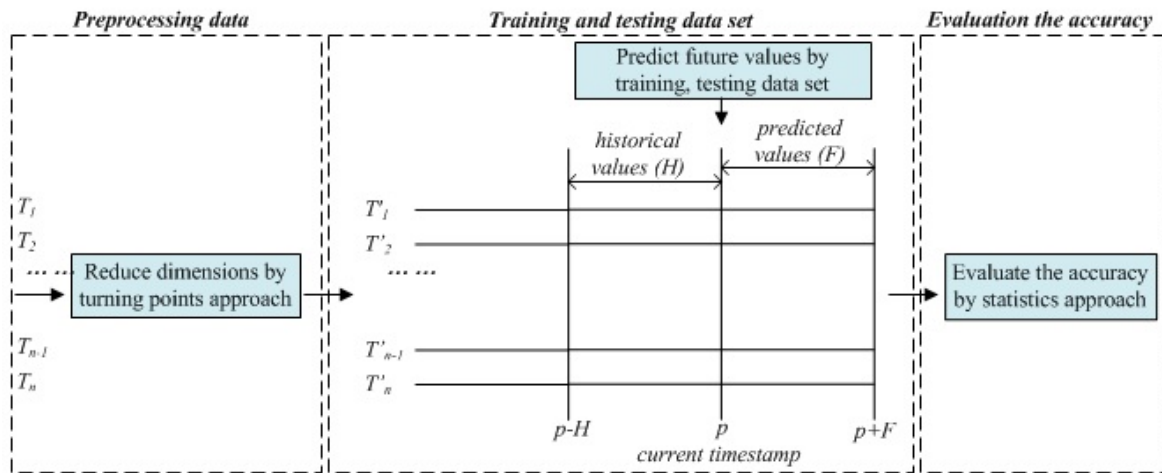 Preprocessing data
Training and testing data set
Evaluation the accuracy
Predict future values by
training, testing data set
historical
values (H)
predicted
values (F)
T1
T2
... ...
Reduce dimensions by
turning points approach
Tn-1
Tn
T'1
T'2
... ...
T'n-1
T'n
p-H
p
p+F
current timestamp
Evaluate the accuracy
by statistics approach